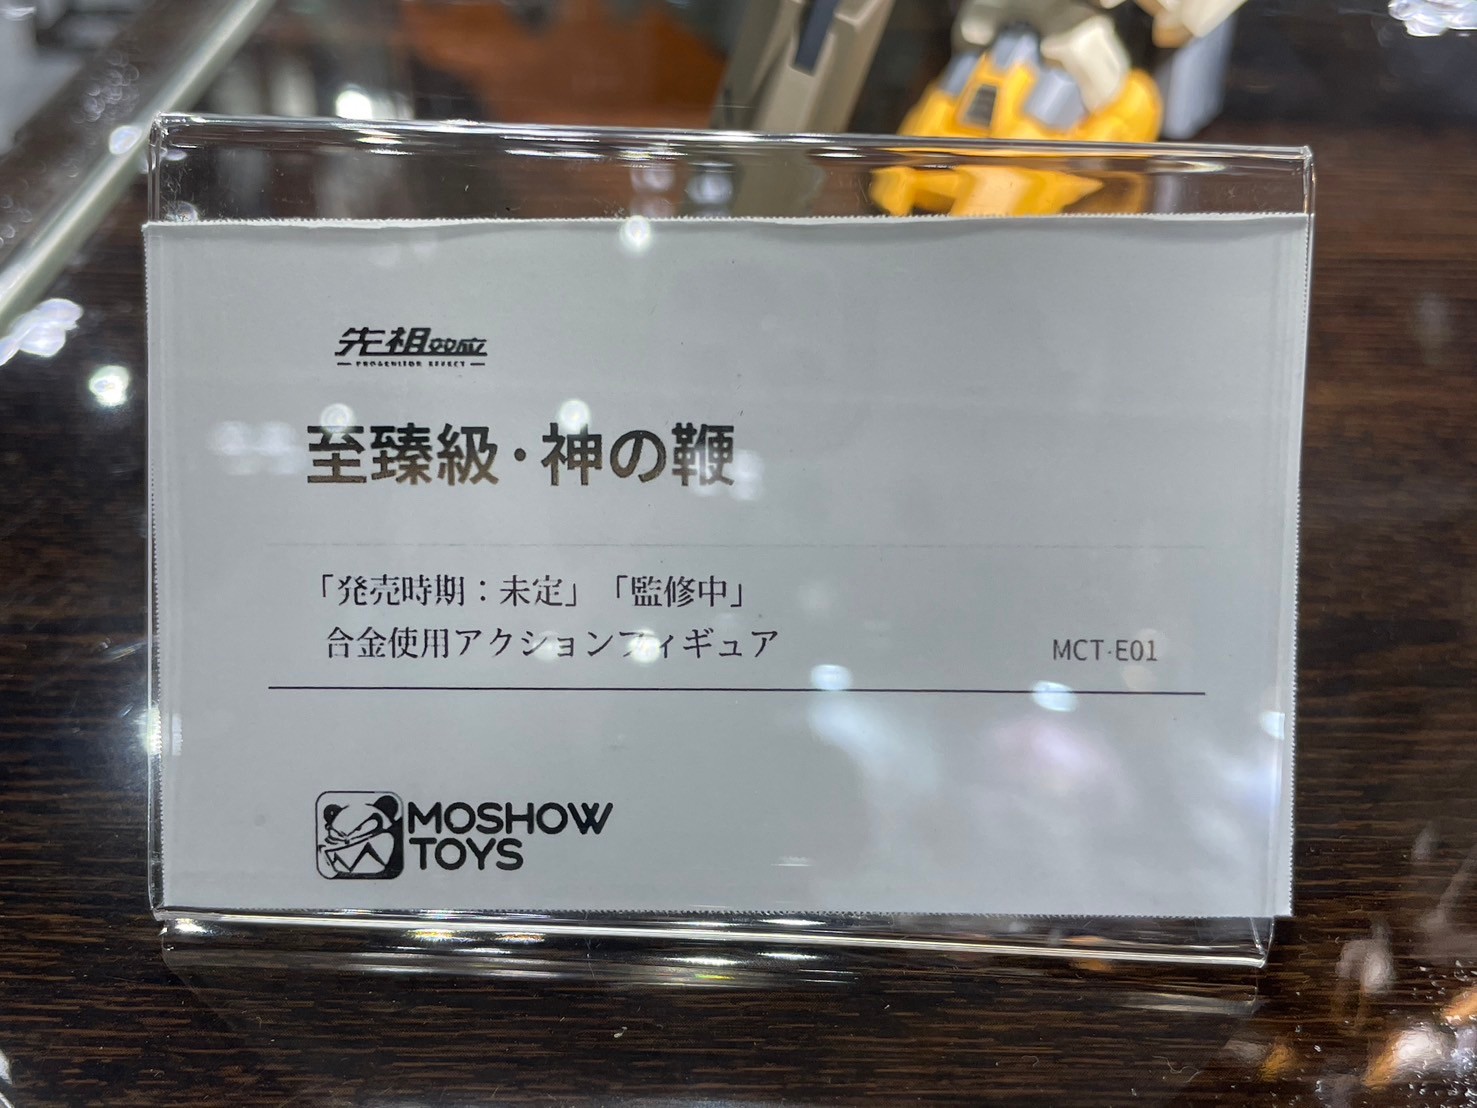 先祖效应
PROGENITOR EFFECT
至臻級·神の鞭
「発売時期：未定」「監修中」
合金使用アクションフィギュア
MCT·E01
MOSHOW
TOYS